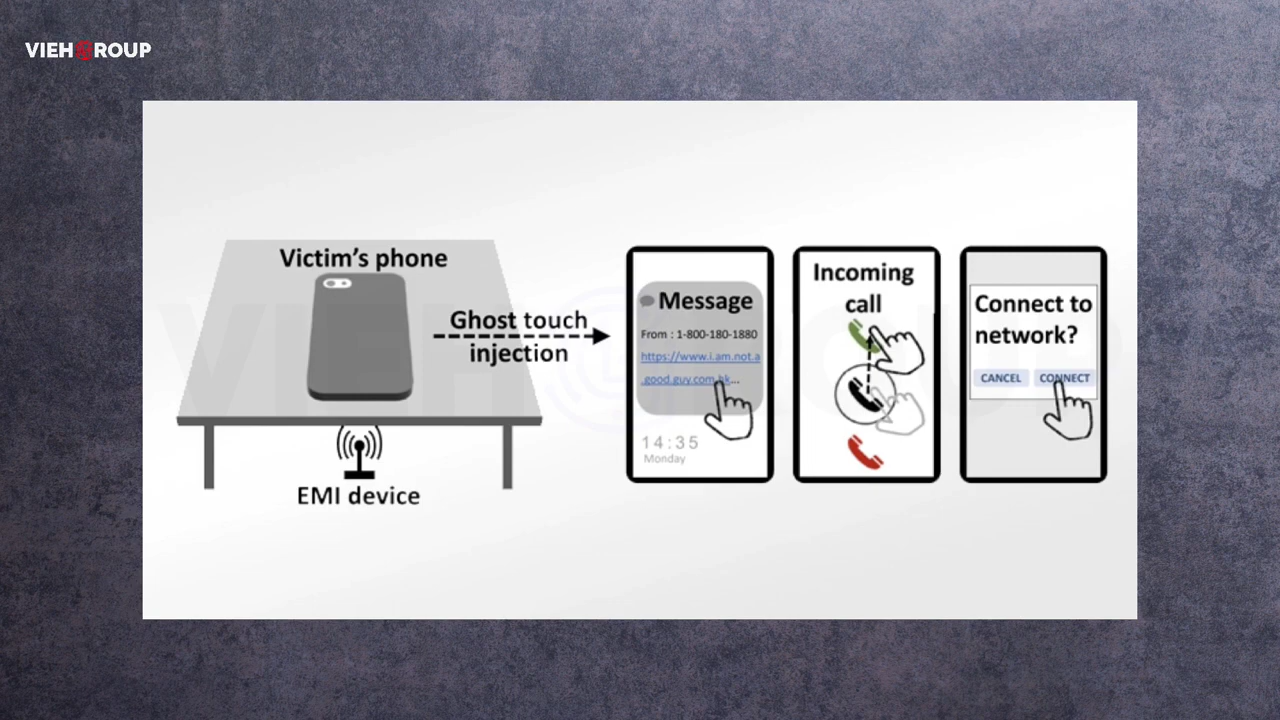 VIEHGROUP
Victim's phone
Ghost touch
injection
EMI device
Message
From : 1-800-180-1880
https://www.i.am.not.a
.good.guy.com.hk...
14:35
Monday
Incoming
call
Connect to
network?
CANCEL
CONNECT